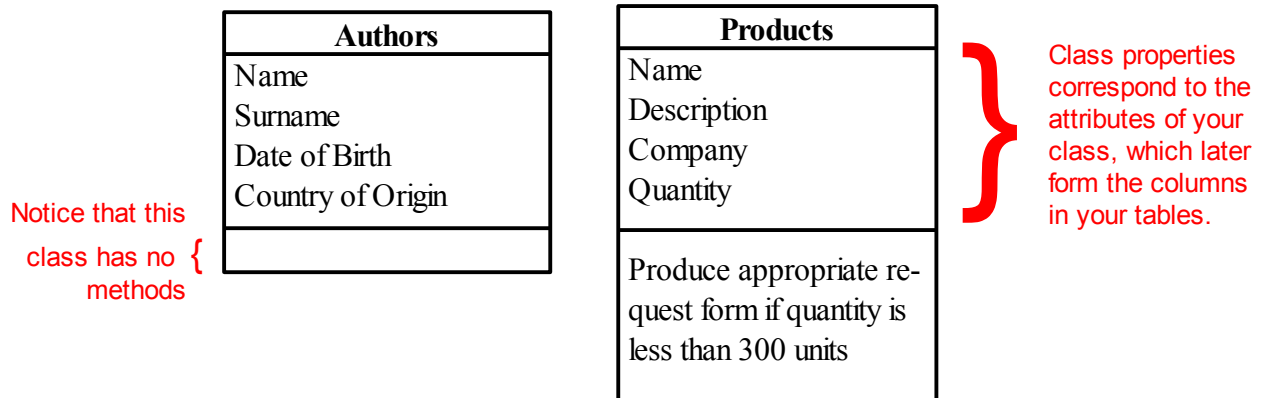 Authors
Name
Surname
Date of Birth
Country of Origin
Notice that this
class has no {
methods
Products
Name
Description
Company
Quantity
Produce appropriate re-
quest form if quantity is
less than 300 units
}
Class properties
correspond to the
attributes of your
class, which later
form the columns
in your tables.